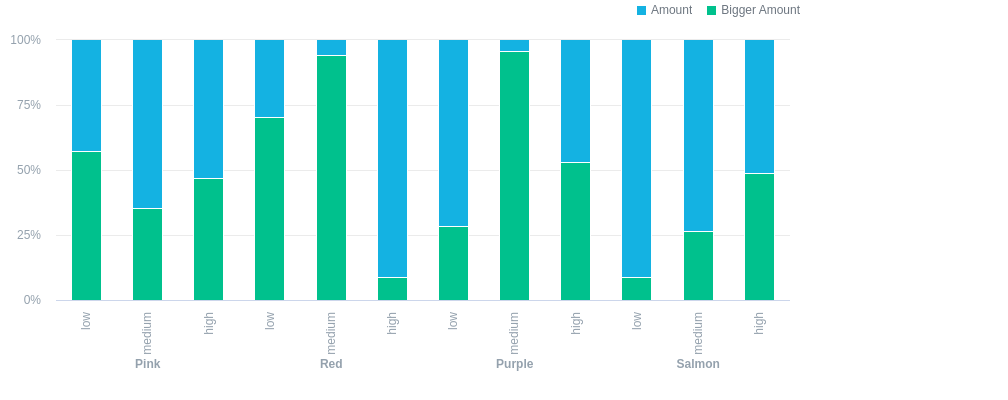 Amount Bigger Amount
100%
75%
50%
25%
0%
low medium high low medium high low medium high low medium high
Pink Red Purple Salmon